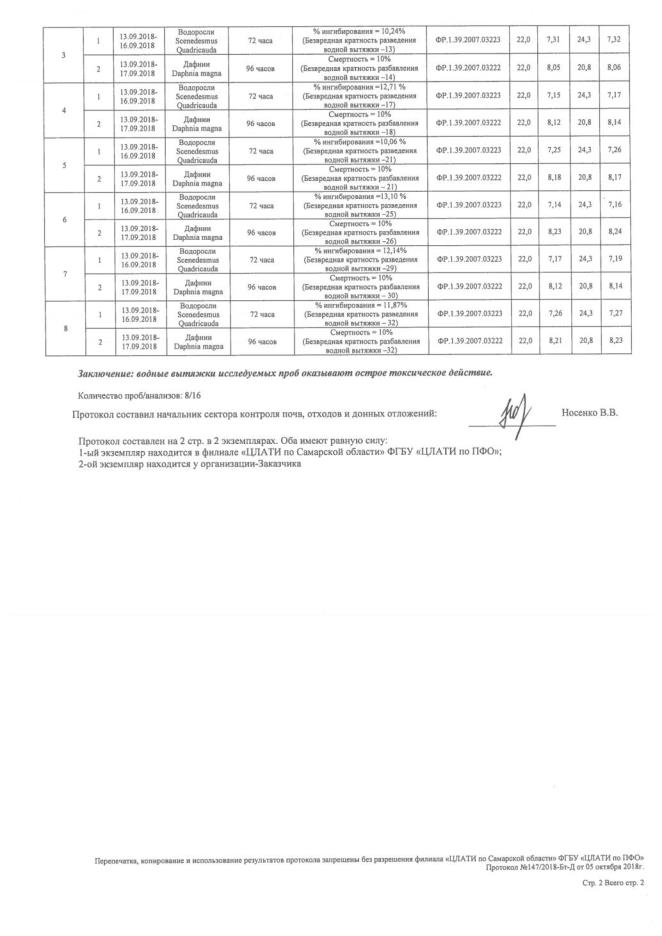 3 1 13.09.2018-16.09.2018 Водоросли Scenedesmus Quadricauda 72 часа % ингибирования = 10,24% (Безвредная кратность разведения водной вытяжки –13) ФР.1.39.2007.03223 22,0 7,31 24,3 7,32
2 13.09.2018-17.09.2018 Дафнии Daphnia magna 96 часов Смертность = 10% (Безвредная кратность разбавления водной вытяжки –14) ФР.1.39.2007.03222 22,0 8,05 20,8 8,06
4 1 13.09.2018-16.09.2018 Водоросли Scenedesmus Quadricauda 72 часа % ингибирования =12,71 % (Безвредная кратность разведения водной вытяжки –17) ФР.1.39.2007.03223 22,0 7,15 24,3 7,17
2 13.09.2018-17.09.2018 Дафнии Daphnia magna 96 часов Смертность = 10% (Безвредная кратность разбавления водной вытяжки –18) ФР.1.39.2007.03222 22,0 8,12 20,8 8,14
5 1 13.09.2018-16.09.2018 Водоросли Scenedesmus Quadricauda 72 часа % ингибирования =10,06 % (Безвредная кратность разведения водной вытяжки –21) ФР.1.39.2007.03223 22,0 7,25 24,3 7,26
2 13.09.2018-17.09.2018 Дафнии Daphnia magna 96 часов Смертность = 10% (Безвредная кратность разбавления водной вытяжки – 21) ФР.1.39.2007.03222 22,0 8,18 20,8 8,17
6 1 13.09.2018-16.09.2018 Водоросли Scenedesmus Quadricauda 72 часа % ингибирования =13,10 % (Безвредная кратность разведения водной вытяжки –25) ФР.1.39.2007.03223 22,0 7,14 24,3 7,16
2 13.09.2018-17.09.2018 Дафнии Daphnia magna 96 часов Смертность = 10% (Безвредная кратность разбавления водной вытяжки –26) ФР.1.39.2007.03222 22,0 8,23 20,8 8,24
7 1 13.09.2018-16.09.2018 Водоросли Scenedesmus Quadricauda 72 часа % ингибирования = 12,14% (Безвредная кратность разведения водной вытяжки –29) ФР.1.39.2007.03223 22,0 7,17 24,3 7,19
2 13.09.2018-17.09.2018 Дафнии Daphnia magna 96 часов Смертность = 10% (Безвредная кратность разбавления водной вытяжки – 30) ФР.1.39.2007.03222 22,0 8,12 20,8 8,14
8 1 13.09.2018-16.09.2018 Водоросли Scenedesmus Quadricauda 72 часа % ингибирования = 11,87% (Безвредная кратность разведения водной вытяжки – 32) ФР.1.39.2007.03223 22,0 7,26 24,3 7,27
2 13.09.2018-17.09.2018 Дафнии Daphnia magna 96 часов Смертность = 10% (Безвредная кратность разбавления водной вытяжки –32) ФР.1.39.2007.03222 22,0 8,21 20,8 8,23
Заключение: водные вытяжки исследуемых проб оказывают острое токсическое действие.
Количество проб/анализов: 8/16
Протокол составил начальник сектора контроля почв, отходов и донных отложений: Носенко В.В.
Протокол составлен на 2 стр. в 2 экземплярах. Оба имеют равную силу:
1-ый экземпляр находится в филиале «ЦЛАТИ по Самарской области» ФГБУ «ЦЛАТИ по ПФО»;
2-ой экземпляр находится у организации-Заказчика
Перепечатка, копирование и использование результатов протокола запрещены без разрешения филиала «ЦЛАТИ по Самарской области» ФГБУ «ЦЛАТИ по ПФО»
Протокол №147/2018-Бт-Д от 05 октября 2018г.
Стр. 2 Всего стр. 2